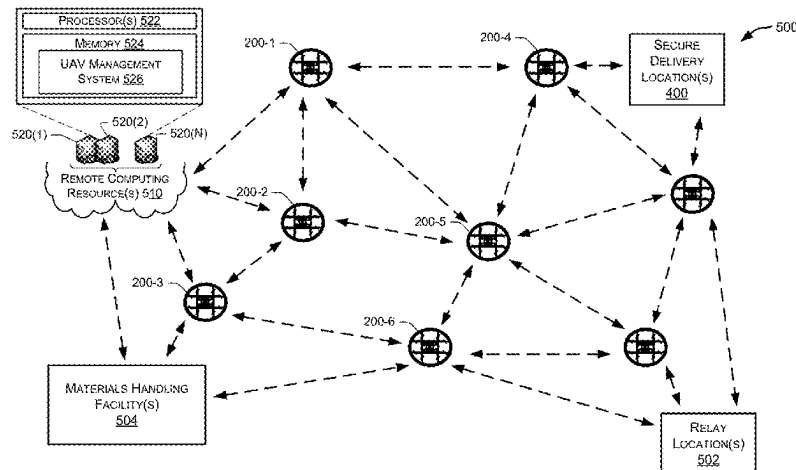 PROCESSOR(S) 522
MEMORY 524
UAV MANAGEMENT
SYSTEM 526
520(1)
520(2)
520(N)
REMOTE COMPUTING
RESOURCE(S) 510
200-1
200-4
SECURE
DELIVERY
LOCATION(S)
400
500
200-2
200-5
200-3
200-6
MATERIALS HANDLING
FACILITY(S)
504
RELAY
LOCATION(S)
502